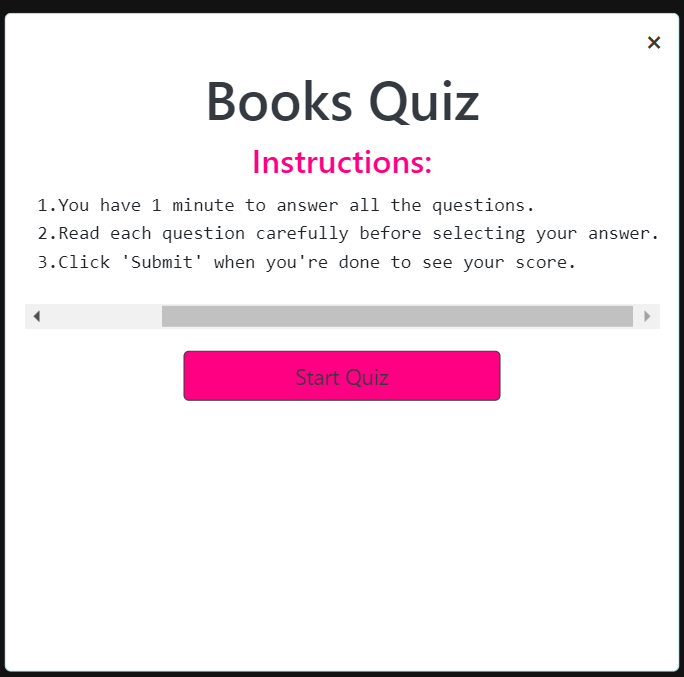 ×
Books Quiz
Instructions:
1.You have 1 minute to answer all the questions.
2.Read each question carefully before selecting your answer.
3.Click 'Submit' when you're done to see your score.
Start Quiz